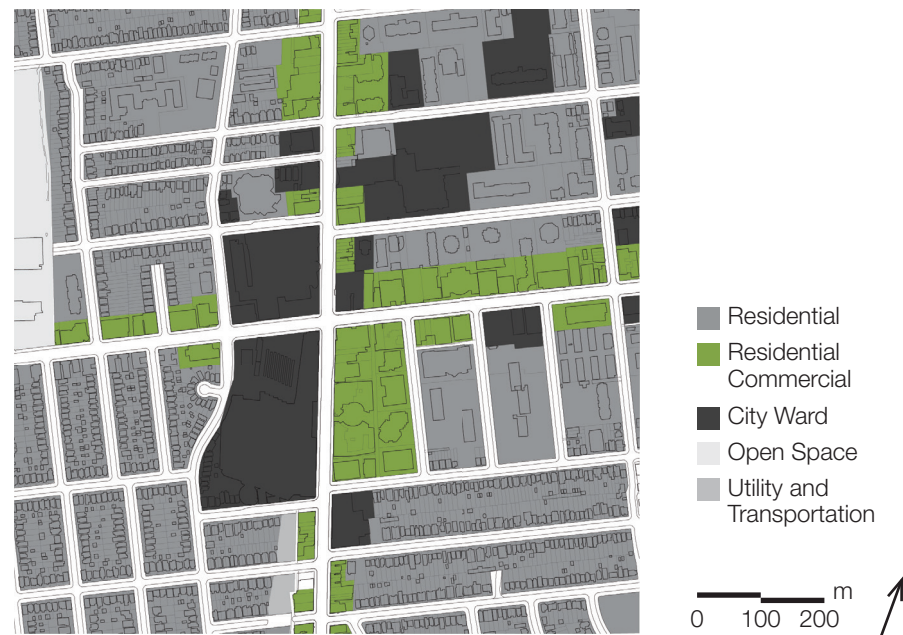 Residential
Residential
Commercial
City Ward
Open Space
Utility and
Transportation
m
0 100 200